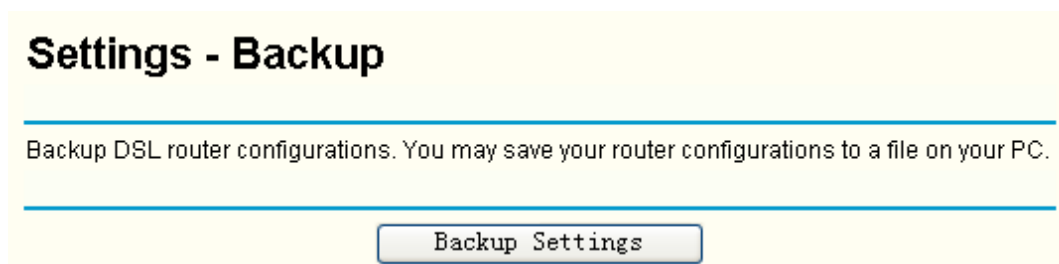 Settings - Backup
Backup DSL router configurations. You may save your router configurations to a file on your PC.
Backup Settings